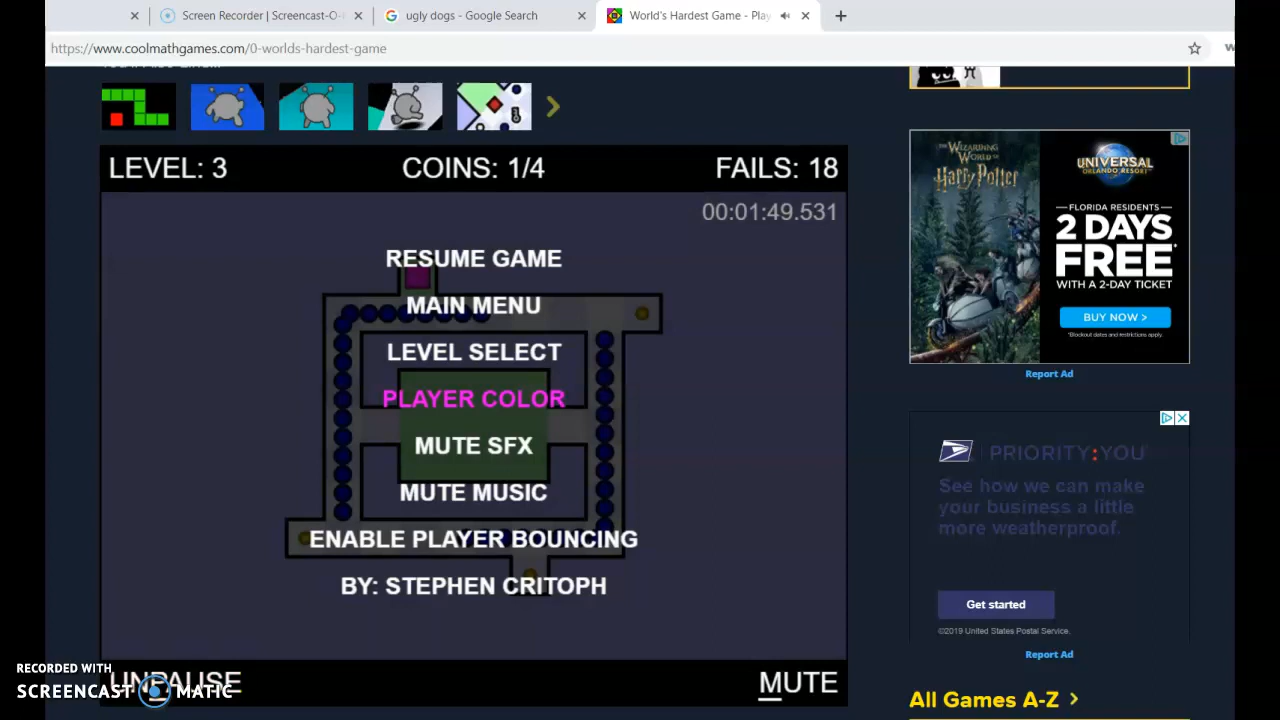 Screen Recorder | Screencast-O-
ugly dogs - Google Search
World's Hardest Game - Play
https://www.coolmathgames.com/0-worlds-hardest-game
LEVEL: 3
COINS: 1/4
FAILS: 18
00:01:49.531
RESUME GAME
MAIN MENU
LEVEL SELECT
PLAYER COLOR
MUTE SFX
MUTE MUSIC
ENABLE PLAYER BOUNCING
BY: STEPHEN CRITOPH
UNPAUSE
MUTE
RECORDED WITH
SCREENCAST MATIC
THE WIZARDING
WORLD OF
Harry Potter
UNIVERSAL
ORLANDO RESORT
FLORIDA RESIDENTS
2 DAYS
FREE*
WITH A 2-DAY TICKET
BUY NOW >
*Blockout dates and restrictions apply.
Report Ad
PRIORITY:YOU
See how we can make
your business a little
more weatherproof.
Get started
©2019 United States Postal Service.
Report Ad
All Games A-Z >